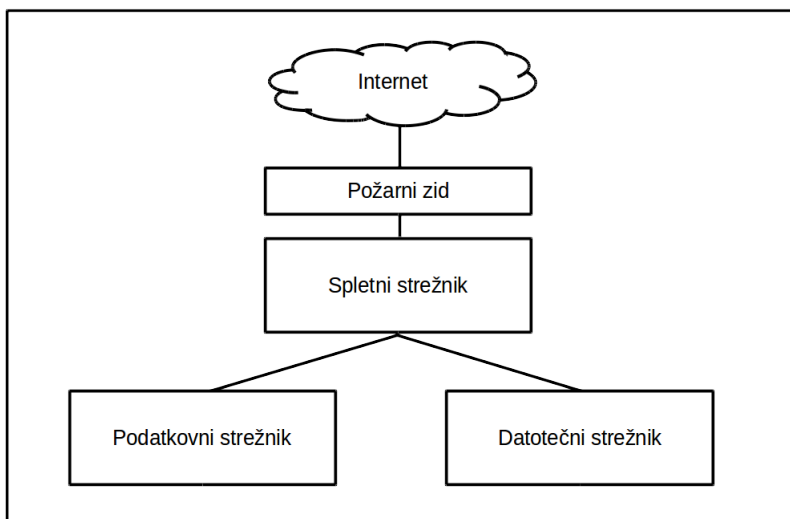 Internet
Požarni zid
Spletni strežnik
Podatkovni strežnik
Datotečni strežnik